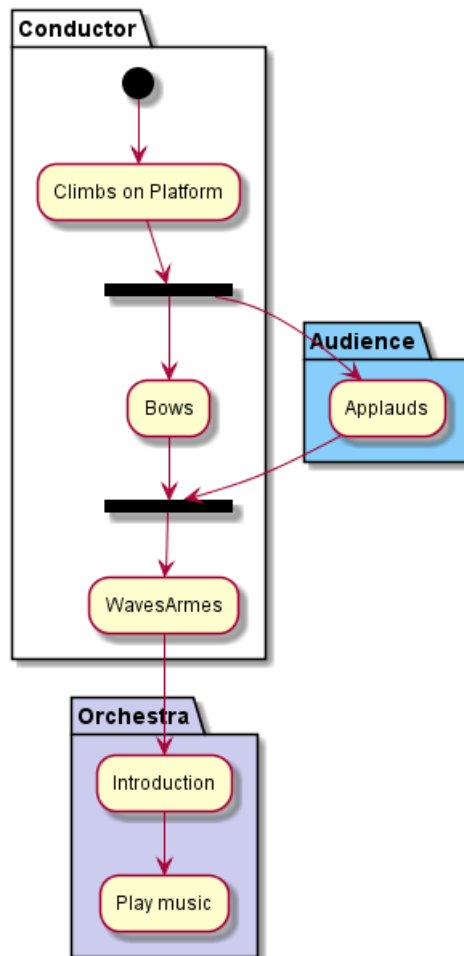 Conductor
Climbs on Platform
Audience
Bows
Applauds
WavesArmes
Orchestra
Introduction
Play music